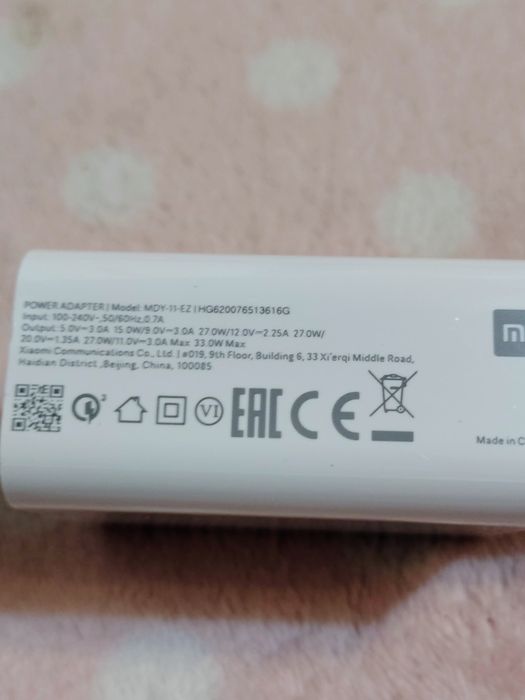 POWER ADAPTER | Model: MDY-11-EZ | HG620076513616G
Input: 100-240V~,50/60Hz,0.7A
Output: 5.0V⎓3.0A 15.0W/9.0V⎓3.0A 27.0W/12.0V⎓2.25A 27.0W/
20.0V⎓1.35A 27.0W/11.0V⎓3.0A Max 33.0W Max
Xiaomi Communications Co., Ltd. | #019, 9th Floor, Building 6, 33 Xi'erqi Middle Road,
Haidian District ,Beijing, China, 100085
2
VI
EAC CE
mi
Made in C